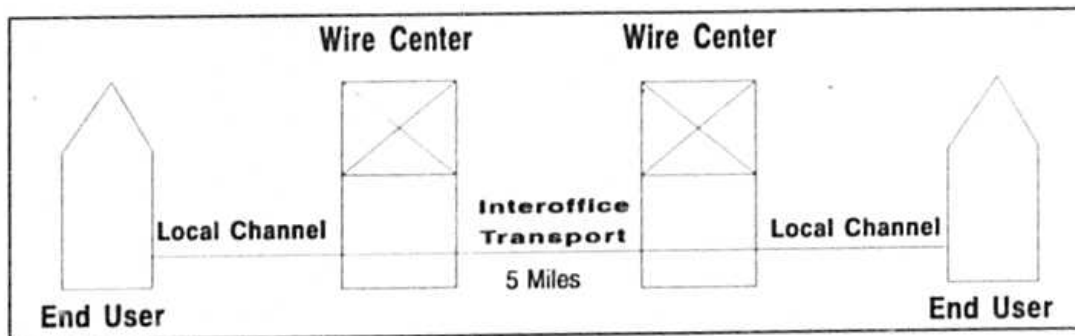 Wire Center Wire Center
Interoffice
Local Channel Transport Local Channel
5 Miles
End User End User